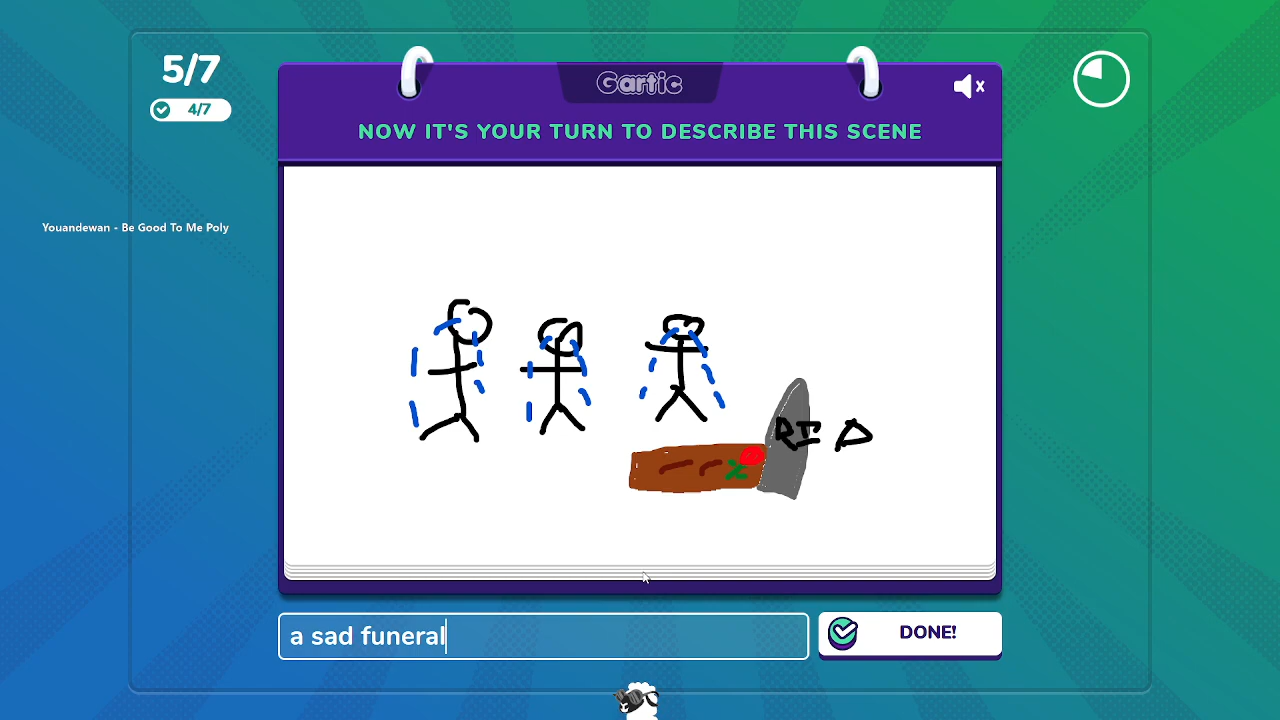 5/7
4/7
Gartic
NOW IT'S YOUR TURN TO DESCRIBE THIS SCENE
Youandewan - Be Good To Me Poly
RI D
a sad funeral
DONE!